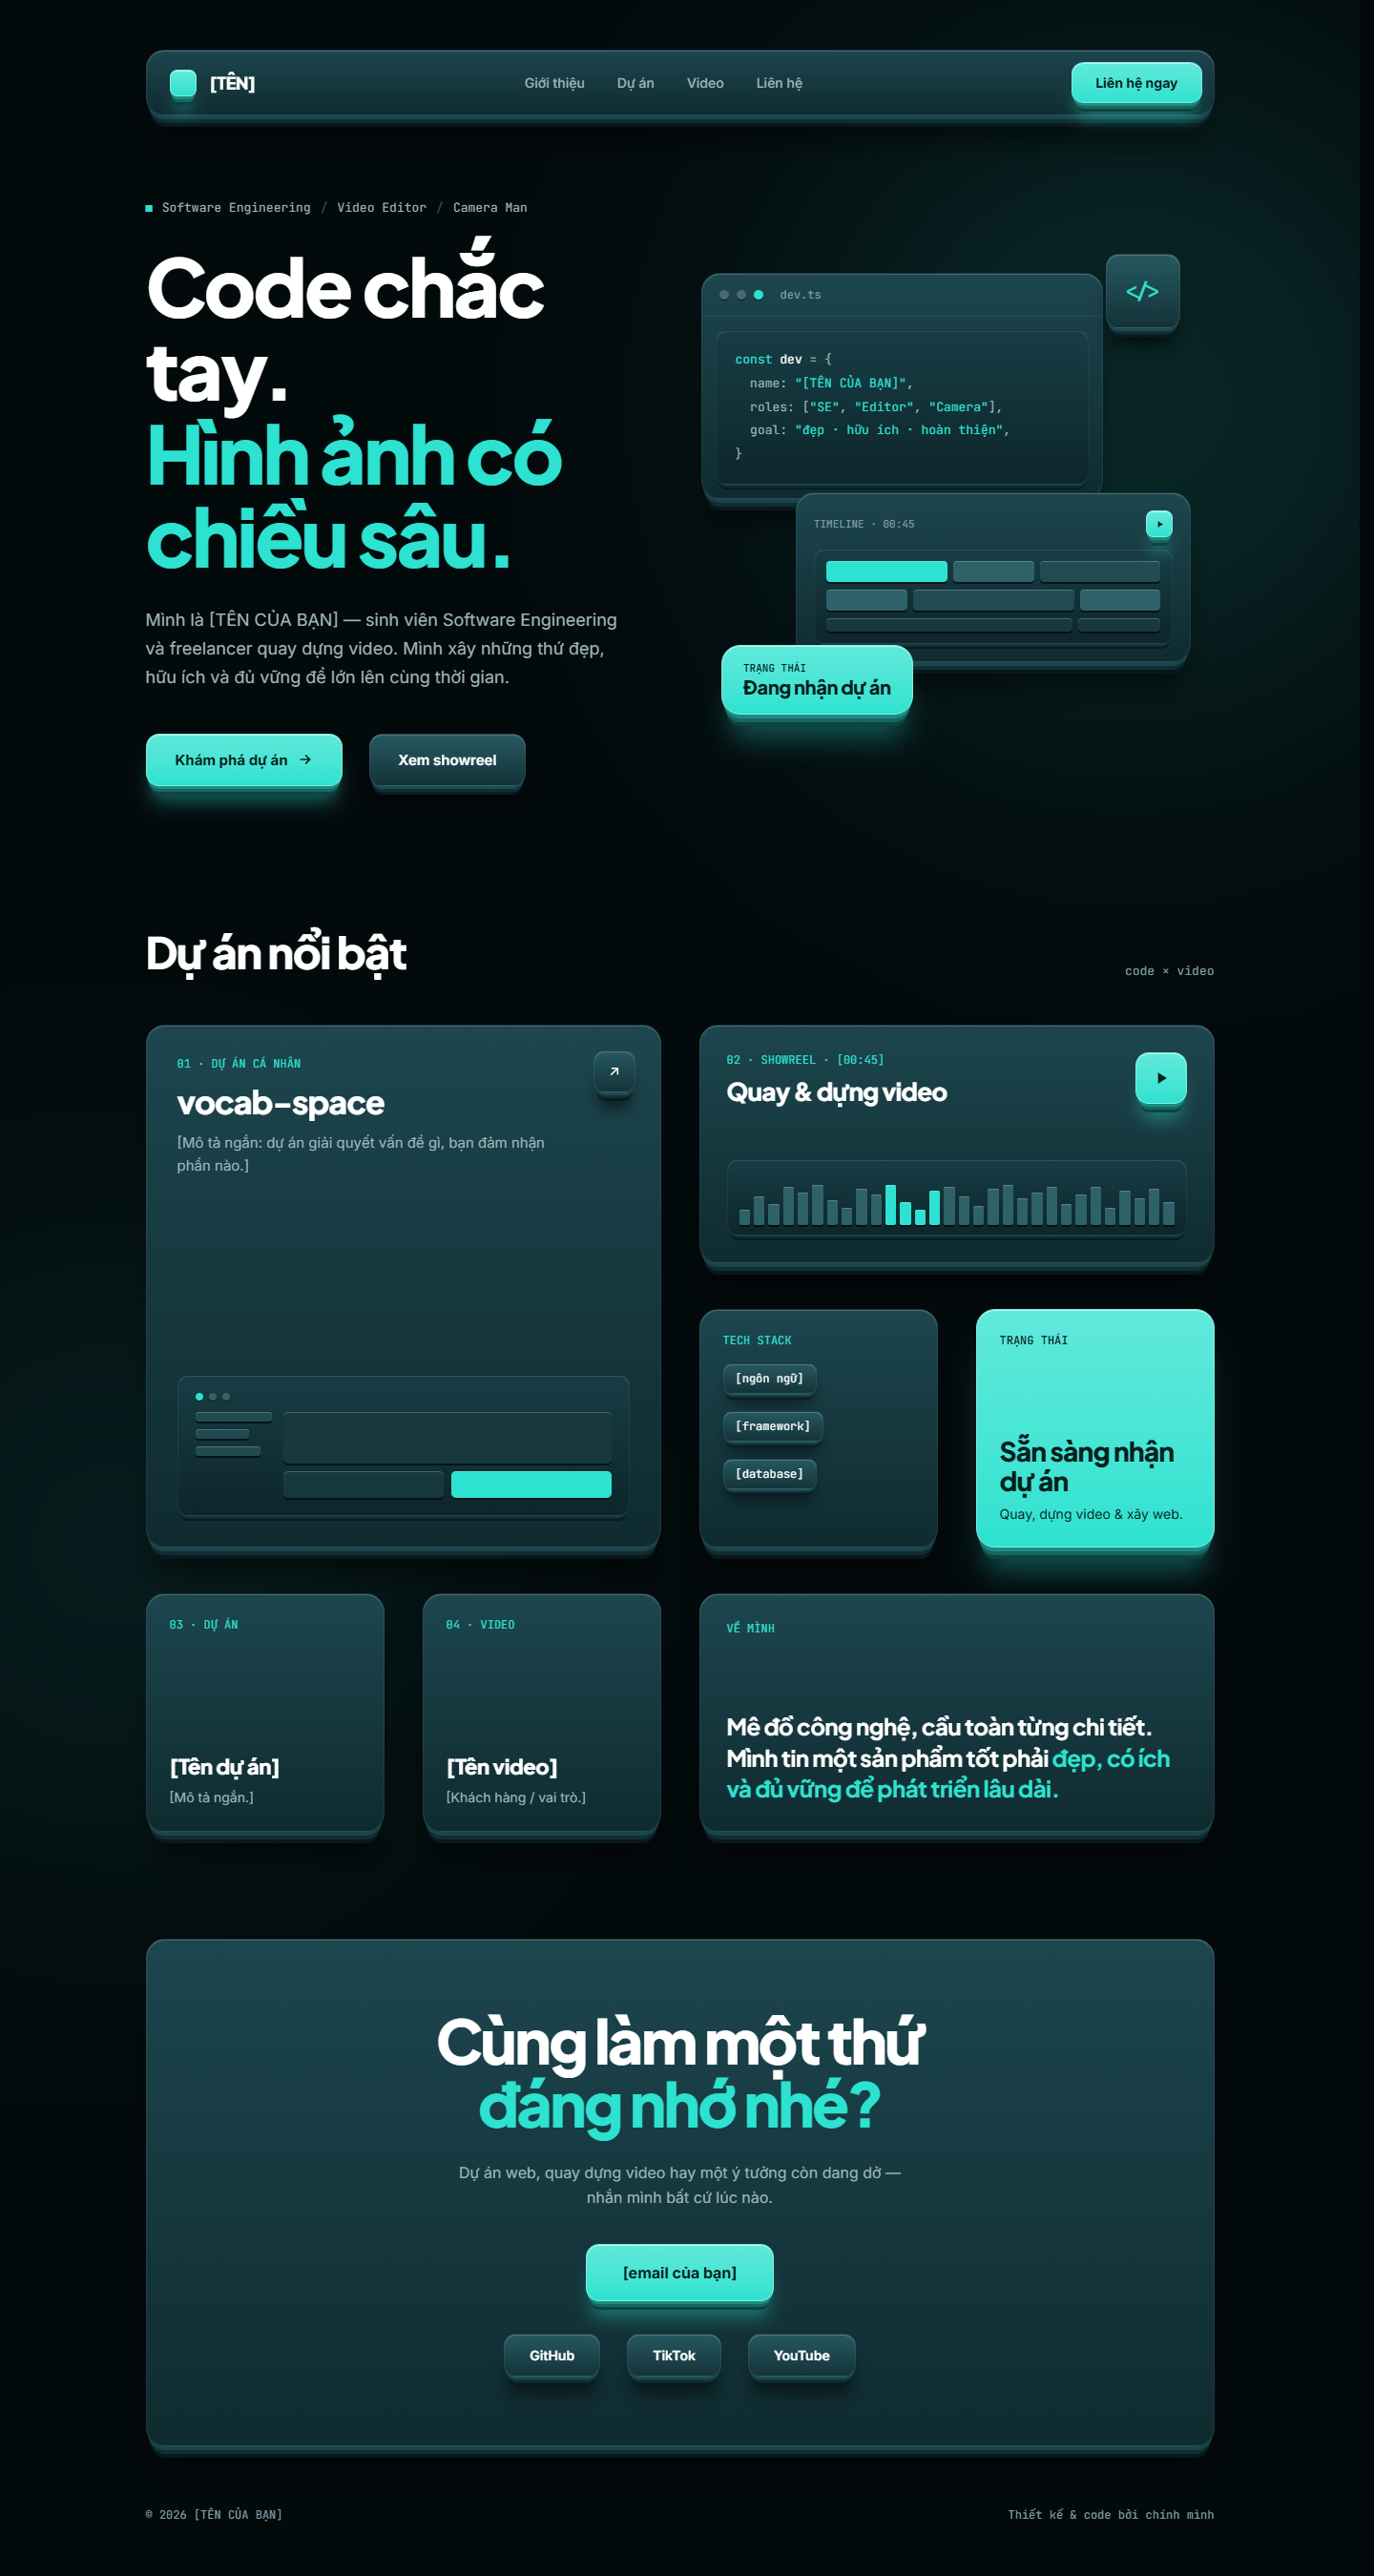 [TÊN]
Giới thiệu
Dự án
Video
Liên hệ
Liên hệ ngay
Software Engineering / Video Editor / Camera Man
Code chắc
tay.
Hình ảnh có
chiều sâu.
Mình là [TÊN CỦA BẠN] — sinh viên Software Engineering
và freelancer quay dựng video. Mình xây những thứ đẹp,
hữu ích và đủ vững để lớn lên cùng thời gian.
Khám phá dự án →
Xem showreel
dev.ts
</>
const dev = {
name: "[TÊN CỦA BẠN]",
roles: ["SE", "Editor", "Camera"],
goal: "đẹp · hữu ích · hoàn thiện",
}
TIMELINE · 00:45
TRẠNG THÁI
Đang nhận dự án
Dự án nổi bật
code × video
01 · DỰ ÁN CÁ NHÂN
vocab-space
[Mô tả ngắn: dự án giải quyết vấn đề gì, bạn đảm nhận
phần nào.]
02 · SHOWREEL · [00:45]
Quay & dựng video
TECH STACK
[ngôn ngữ]
[framework]
[database]
TRẠNG THÁI
Sẵn sàng nhận
dự án
Quay, dựng video & xây web.
03 · DỰ ÁN
[Tên dự án]
[Mô tả ngắn.]
04 · VIDEO
[Tên video]
[Khách hàng / vai trò.]
VỀ MÌNH
Mê đồ công nghệ, cầu toàn từng chi tiết.
Mình tin một sản phẩm tốt phải đẹp, có ích
và đủ vững để phát triển lâu dài.
Cùng làm một thứ
đáng nhớ nhé?
Dự án web, quay dựng video hay một ý tưởng còn dang dở —
nhắn mình bất cứ lúc nào.
[email của bạn]
GitHub
TikTok
YouTube
© 2026 [TÊN CỦA BẠN]
Thiết kế & code bởi chính mình